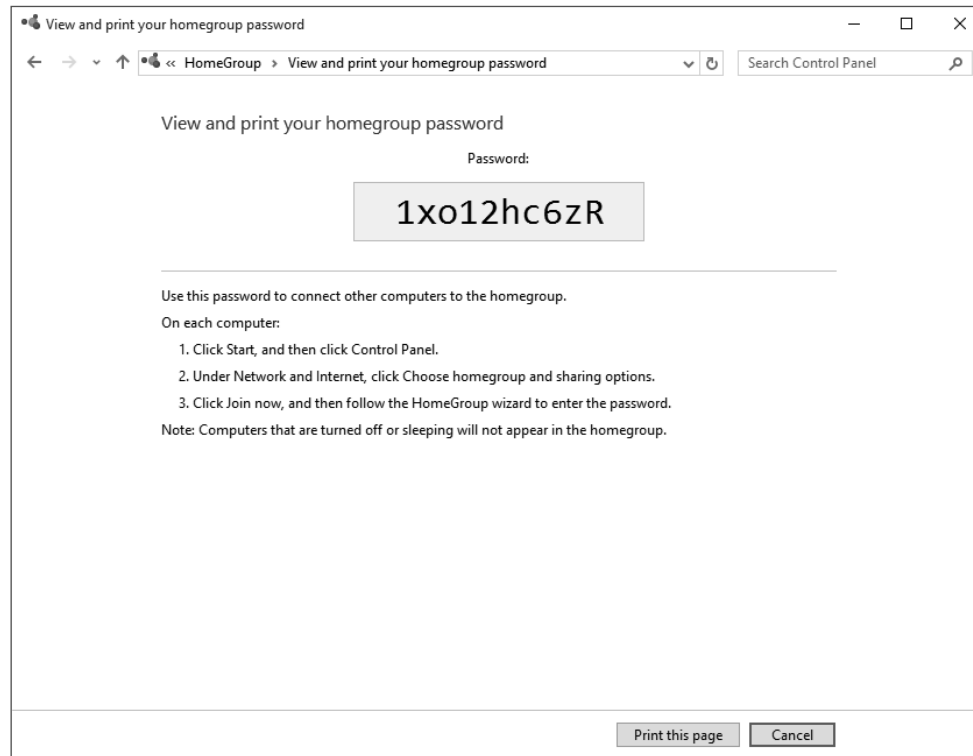 View and print your homegroup password
« HomeGroup › View and print your homegroup password
Search Control Panel
View and print your homegroup password
Password:
1xo12hc6zR
Use this password to connect other computers to the homegroup.
On each computer:
1. Click Start, and then click Control Panel.
2. Under Network and Internet, click Choose homegroup and sharing options.
3. Click Join now, and then follow the HomeGroup wizard to enter the password.
Note: Computers that are turned off or sleeping will not appear in the homegroup.
Print this page
Cancel